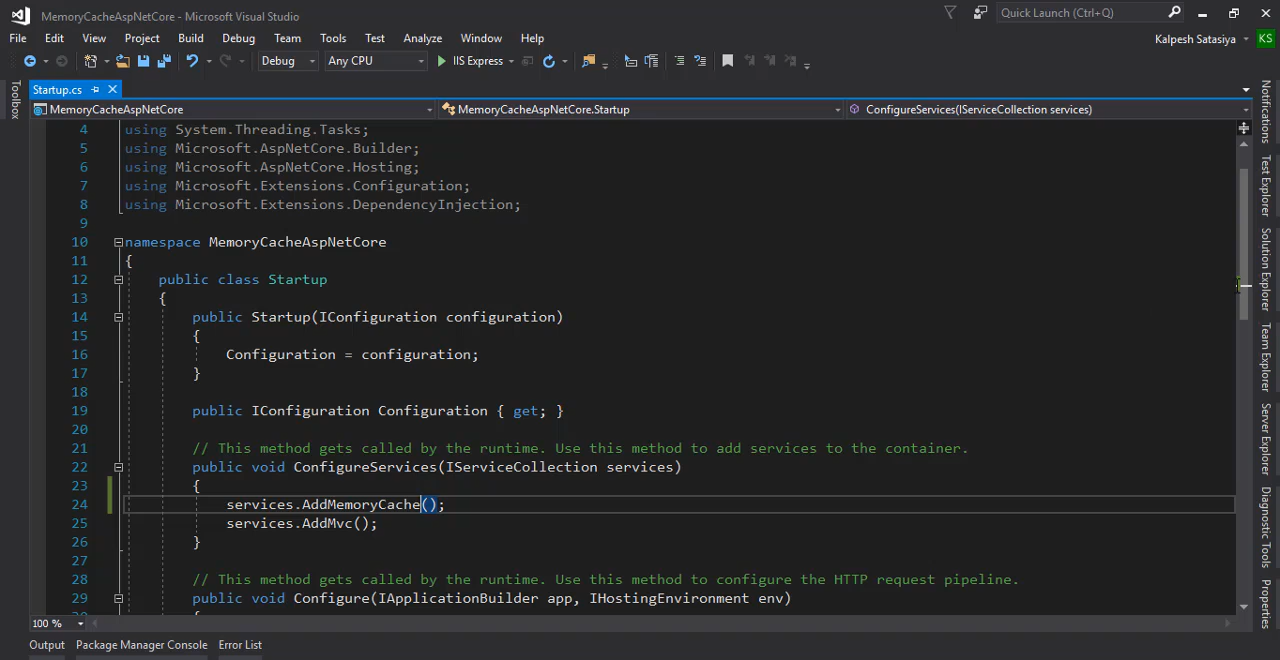 MemoryCacheAspNetCore - Microsoft Visual Studio
Quick Launch (Ctrl+Q)
File Edit View Project Build Debug Team Tools Test Analyze Window Help
Kalpesh Satasiya KS
Debug Any CPU IIS Express
Startup.cs
Toolbox
MemoryCacheAspNetCore MemoryCacheAspNetCore.Startup ConfigureServices(IServiceCollection services)
4 using System.Threading.Tasks;
5 using Microsoft.AspNetCore.Builder;
6 using Microsoft.AspNetCore.Hosting;
7 using Microsoft.Extensions.Configuration;
8 using Microsoft.Extensions.DependencyInjection;
9
10 namespace MemoryCacheAspNetCore
11 {
12 public class Startup
13 {
14 public Startup(IConfiguration configuration)
15 {
16 Configuration = configuration;
17 }
18
19 public IConfiguration Configuration { get; }
20
21 // This method gets called by the runtime. Use this method to add services to the container.
22 public void ConfigureServices(IServiceCollection services)
23 {
24 services.AddMemoryCache();
25 services.AddMvc();
26 }
27
28 // This method gets called by the runtime. Use this method to configure the HTTP request pipeline.
29 public void Configure(IApplicationBuilder app, IHostingEnvironment env)
100 %
Output Package Manager Console Error List
Notifications
Test Explorer
Solution Explorer
Team Explorer
Server Explorer
Diagnostic Tools
Properties